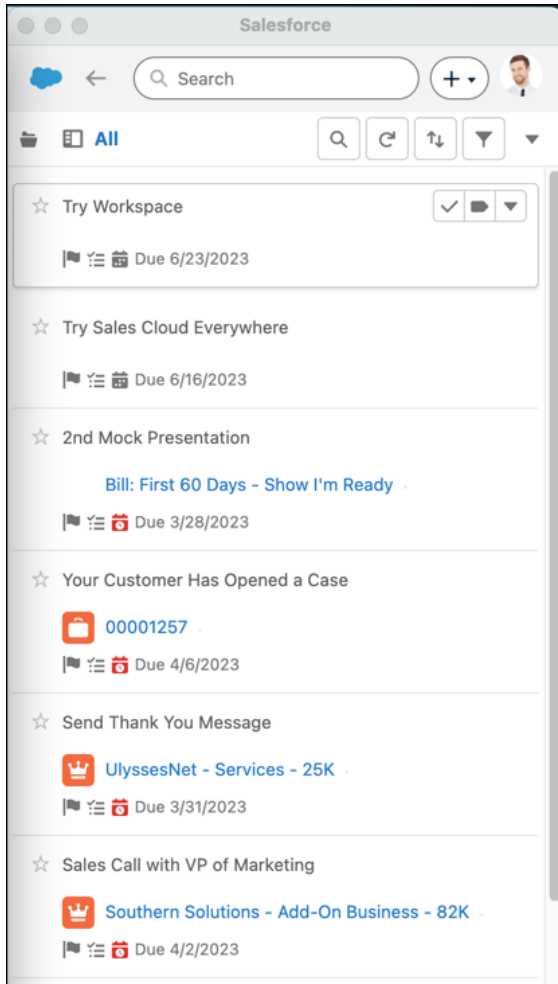 Salesforce
Search
All
Try Workspace
Due 6/23/2023
Try Sales Cloud Everywhere
Due 6/16/2023
2nd Mock Presentation
Bill: First 60 Days - Show I'm Ready
Due 3/28/2023
Your Customer Has Opened a Case
00001257
Due 4/6/2023
Send Thank You Message
UlyssesNet - Services - 25K
Due 3/31/2023
Sales Call with VP of Marketing
Southern Solutions - Add-On Business - 82K
Due 4/2/2023